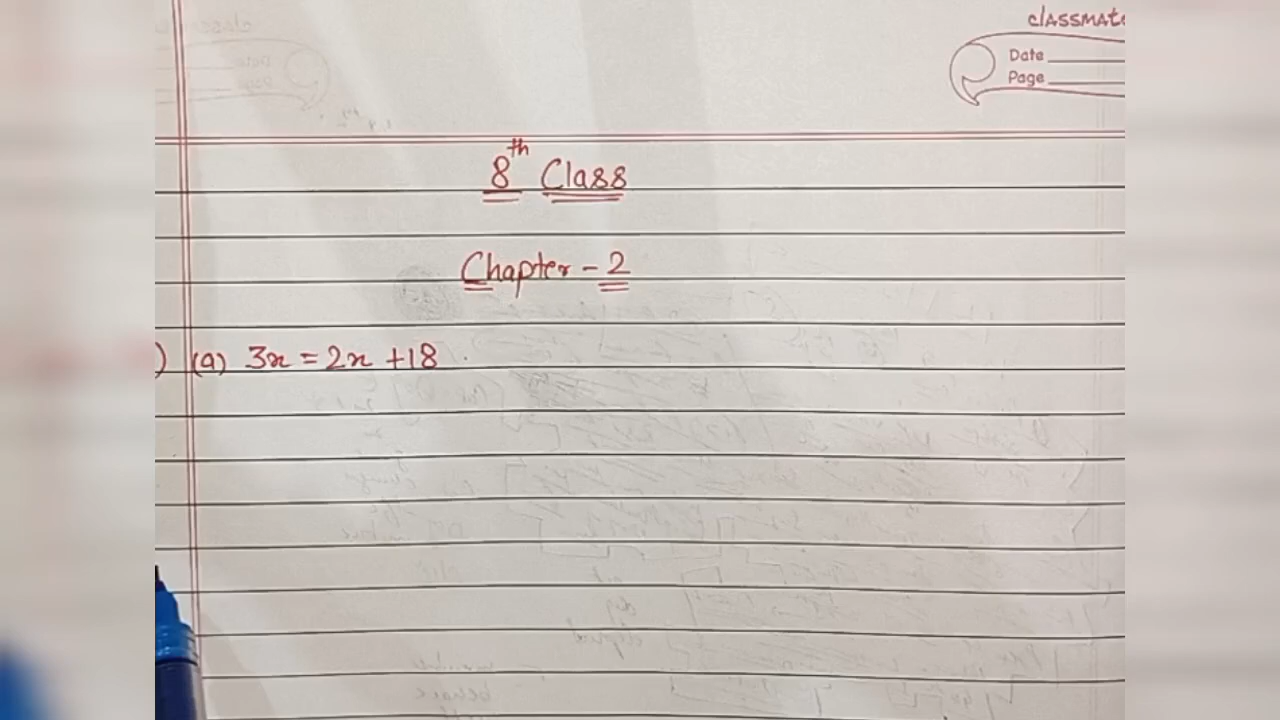 classmate
Date
Page
8th Class
Chapter - 2
) (a) 3x = 2x + 18